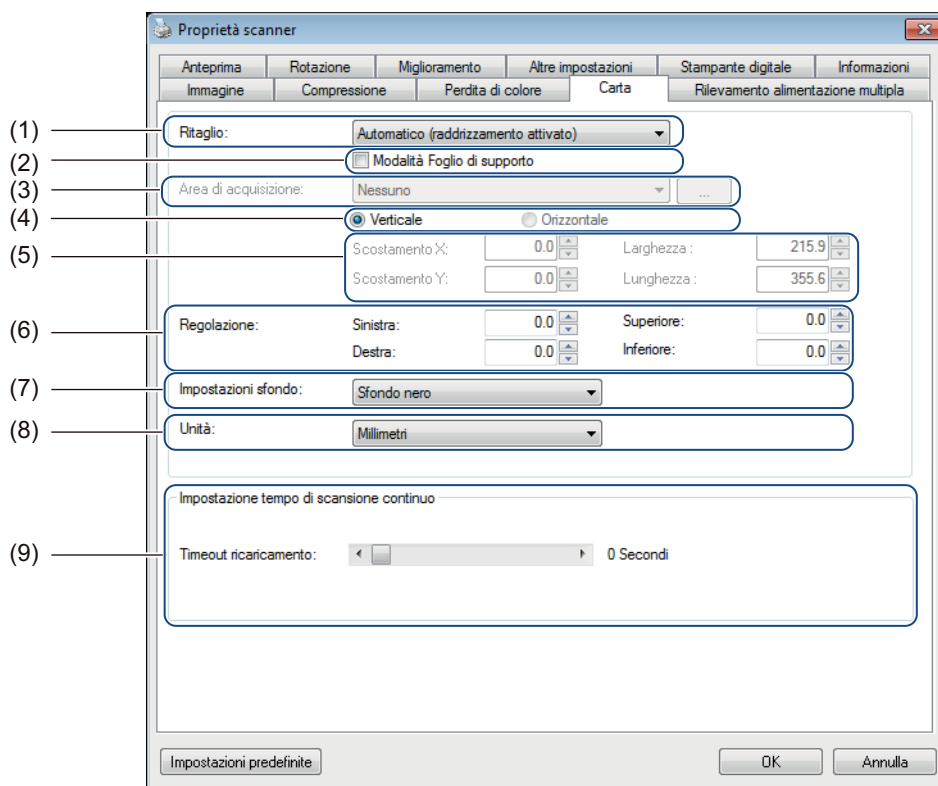 Proprietà scanner
Anteprima Rotazione Miglioramento Altre impostazioni Stampante digitale Informazioni
Immagine Compressione Perdita di colore Carta Rilevamento alimentazione multipla
(1) Ritaglio: Automatico (raddrizzamento attivato)
(2) Modalità Foglio di supporto
(3) Area di acquisizione: Nessuno ...
(4) Verticale Orizzontale
(5) Scostamento X: 0.0 Larghezza : 215.9
Scostamento Y: 0.0 Lunghezza : 355.6
(6) Regolazione: Sinistra: 0.0 Superiore: 0.0
Destra: 0.0 Inferiore: 0.0
(7) Impostazioni sfondo: Sfondo nero
(8) Unità: Millimetri
Impostazione tempo di scansione continuo
(9) Timeout ricaricamento: 0 Secondi
Impostazioni predefinite OK Annulla